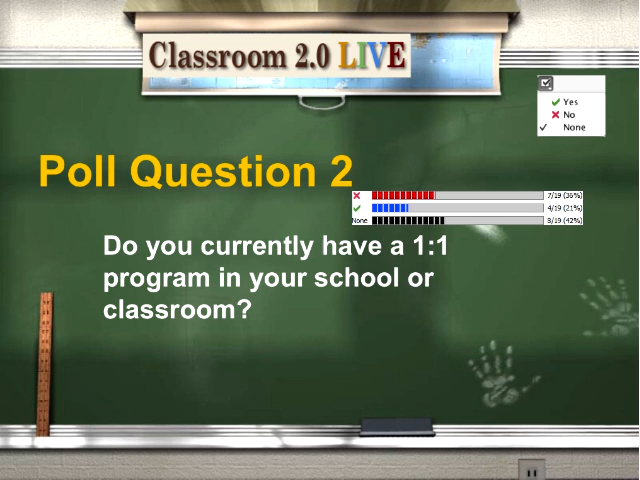 Classroom 2.0 LIVE
Yes
No
None
Poll Question 2
7/19 (36%)
4/19 (21%)
None 8/19 (42%)
Do you currently have a 1:1
program in your school or
classroom?